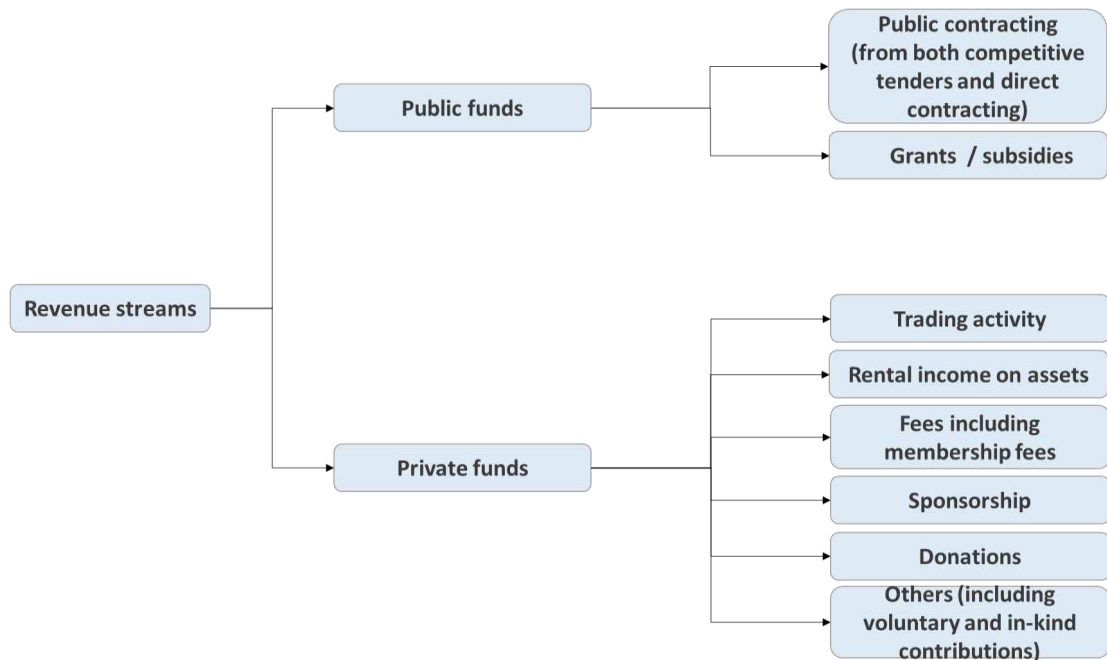 Revenue streams
Public funds
Public contracting
(from both competitive
tenders and direct
contracting)
Grants / subsidies
Private funds
Trading activity
Rental income on assets
Fees including
membership fees
Sponsorship
Donations
Others (including
voluntary and in-kind
contributions)